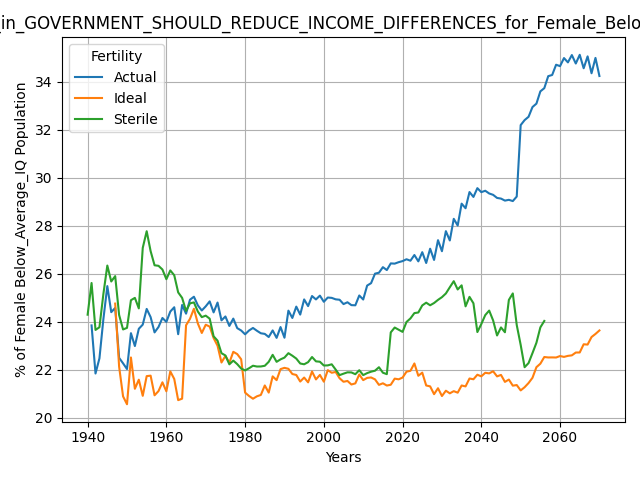 _in_GOVERNMENT_SHOULD_REDUCE_INCOME_DIFFERENCES_for_Female_Belo
Fertility
Actual
Ideal
Sterile
% of Female Below_Average_IQ Population
34
32
30
28
26
24
22
20
1940
1960
1980
2000
2020
2040
2060
Years